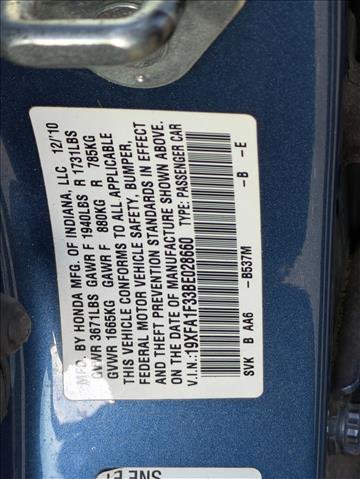 MFD. BY HONDA MFG. OF INDIANA, LLC 12/'10
GVWR 3671LBS GAWR F 1940LBS R 1731LBS
GVWR 1665KG GAWR F 880KG R 785KG
THIS VEHICLE CONFORMS TO ALL APPLICABLE
FEDERAL MOTOR VEHICLE SAFETY, BUMPER,
AND THEFT PREVENTION STANDARDS IN EFFECT
ON THE DATE OF MANUFACTURE SHOWN ABOVE.
V.I.N.:19XFA1F33BE028660 TYPE: PASSENGER CAR
SVK B AA6 -B537M -B -E